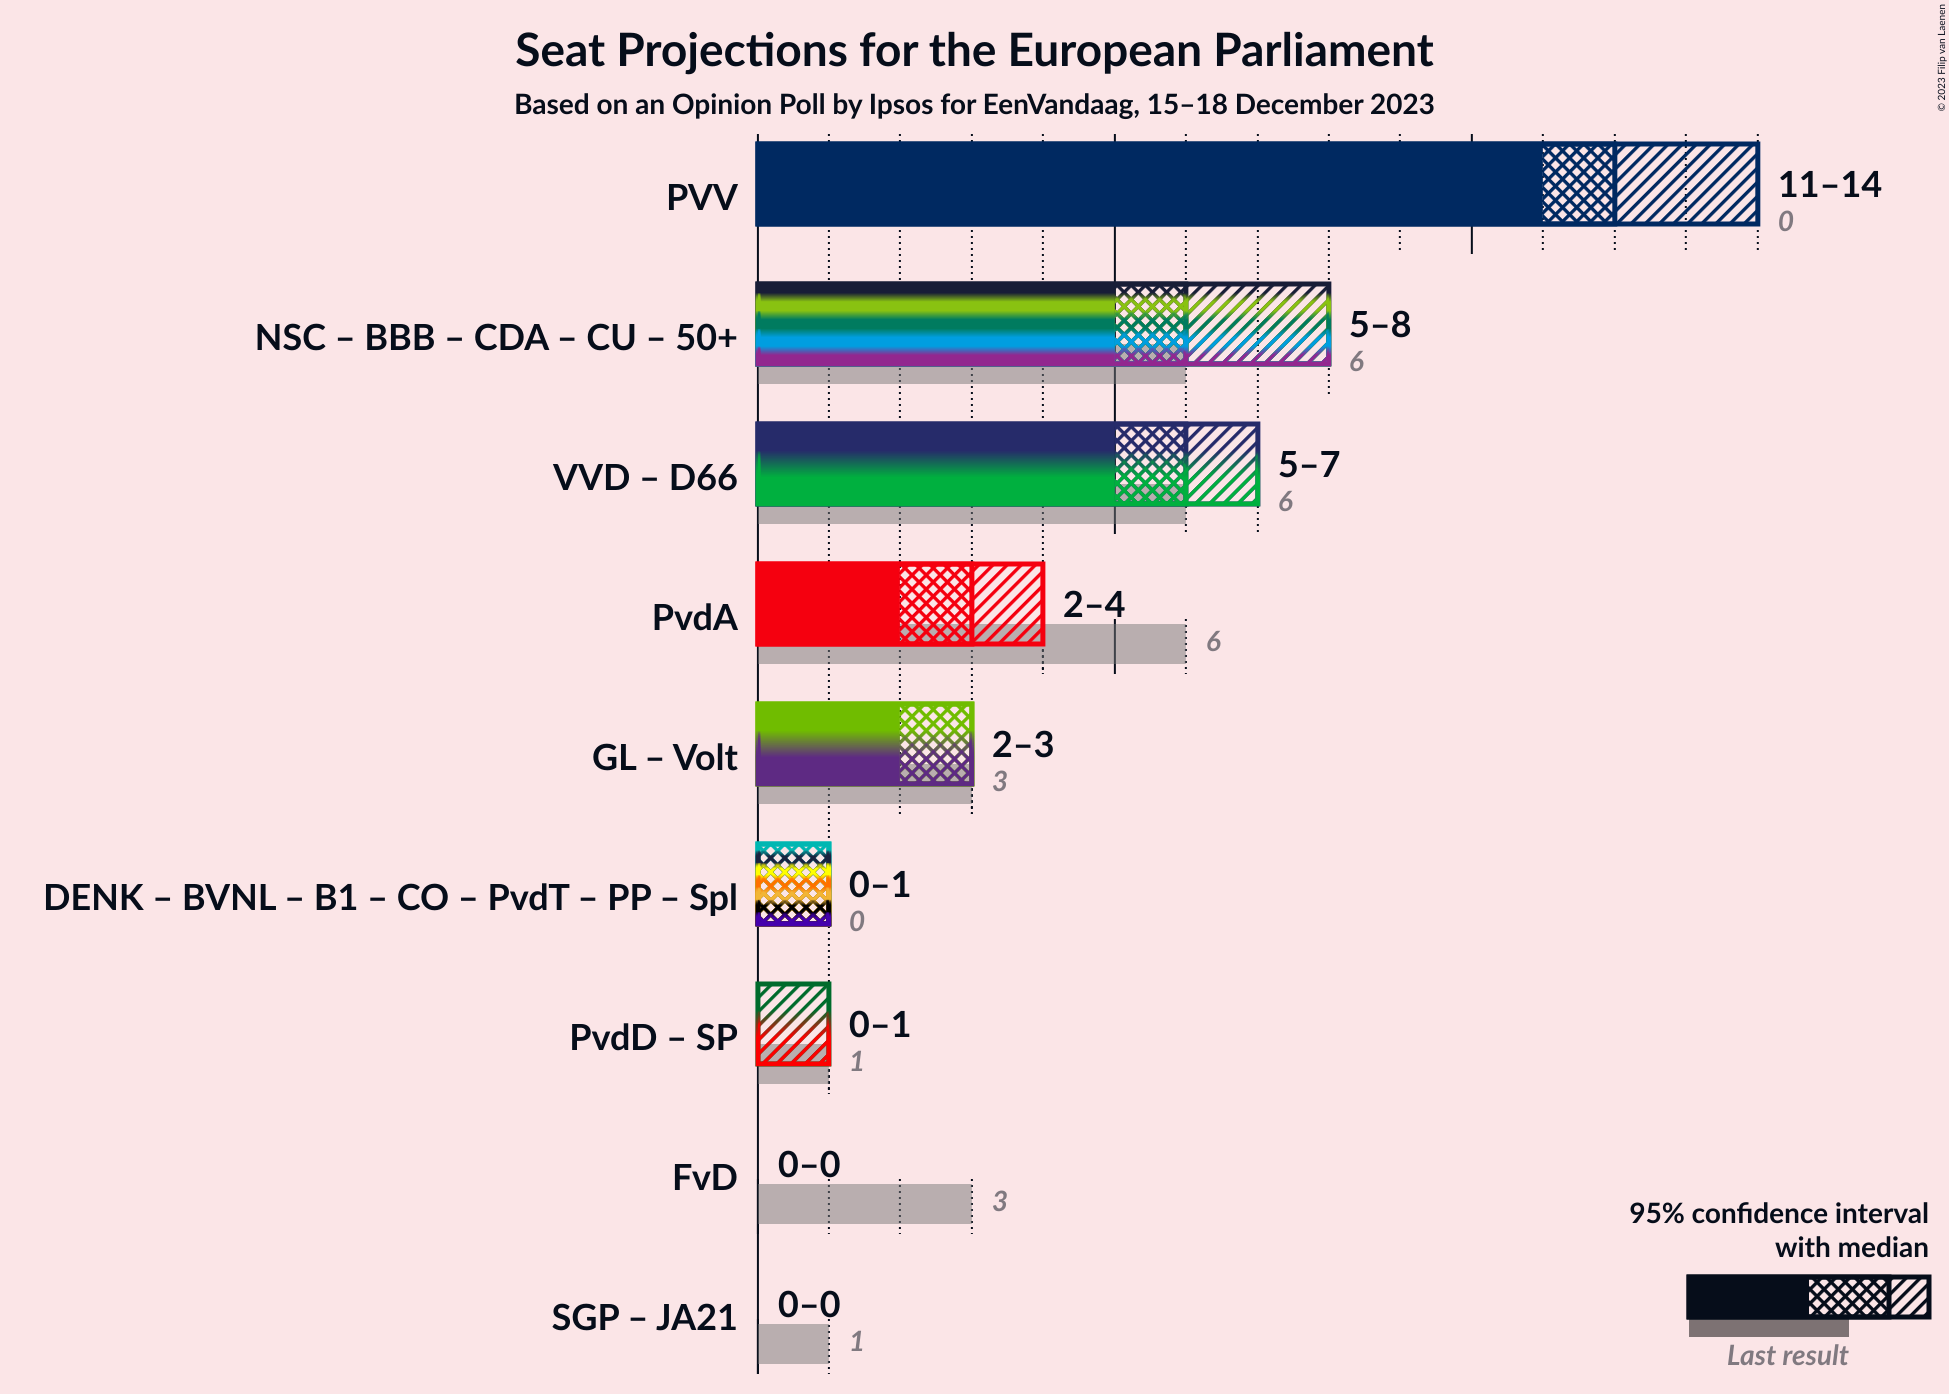 Seat Projections for the European Parliament
Based on an Opinion Poll by Ipsos for EenVandaag, 15–18 December 2023
© 2023 Filip van Laenen
PVV
11–14
0
NSC – BBB – CDA – CU – 50+
5–8
6
VVD – D66
5–7
6
PvdA
2–4
6
GL – Volt
2–3
3
DENK – BVNL – B1 – CO – PvdT – PP – Spl
0–1
0
PvdD – SP
0–1
1
FvD
0–0
3
SGP – JA21
0–0
1
95% confidence interval
with median
Last result